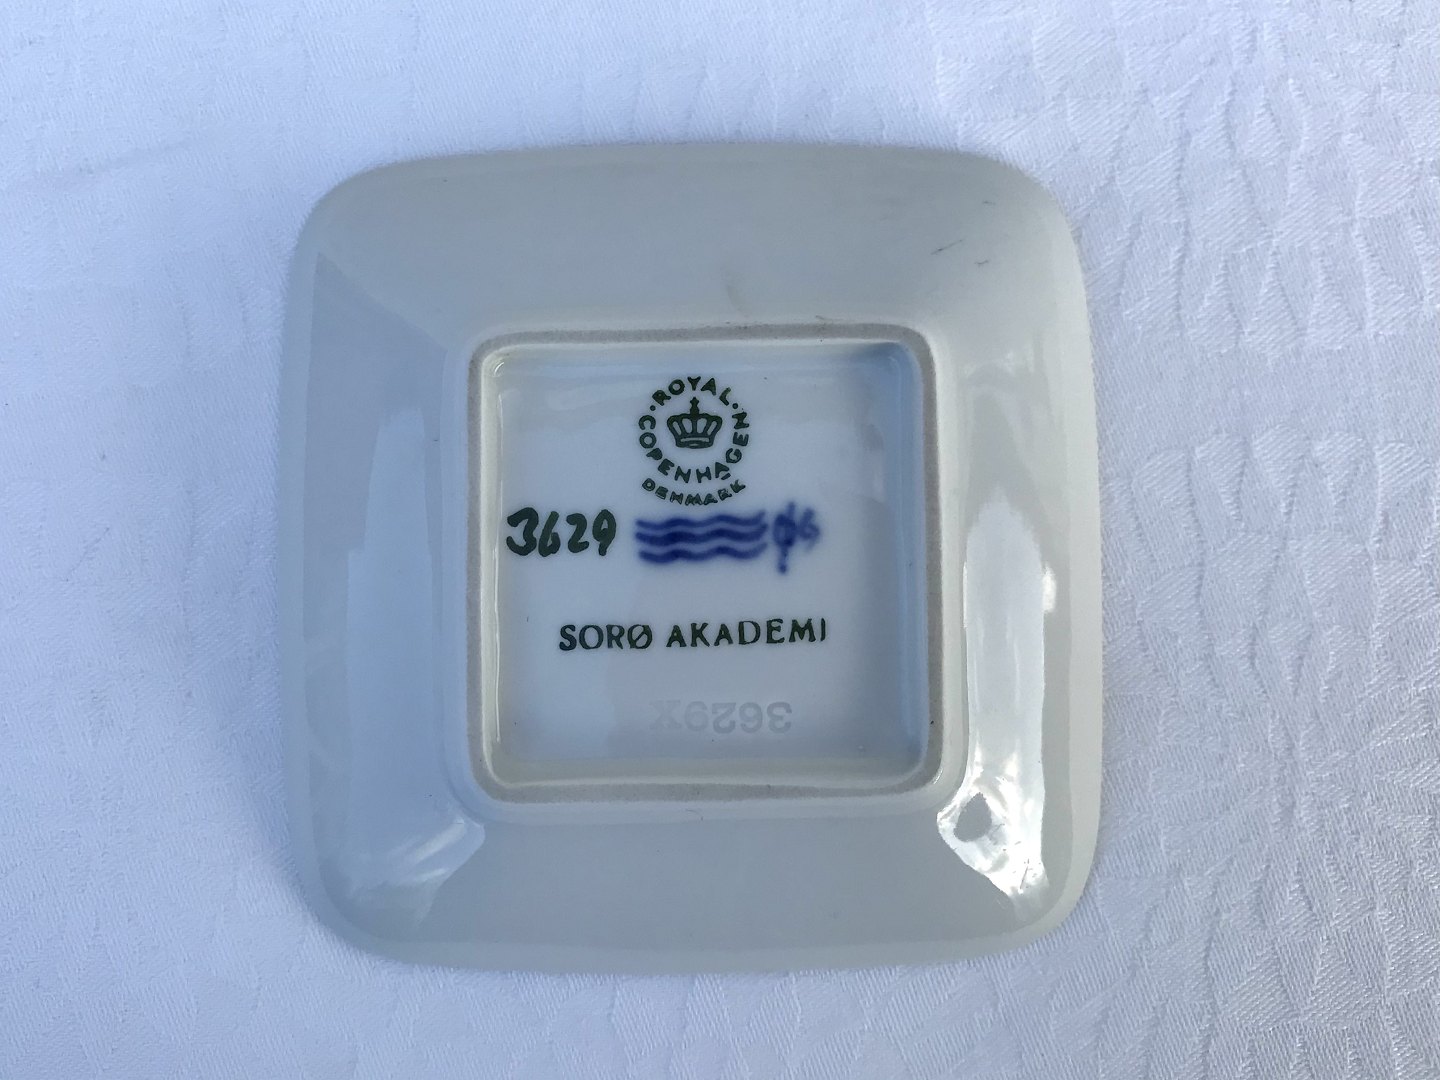 ROYAL
COPENHAGEN
DENMARK
3629
SORØ AKADEMI
3629X